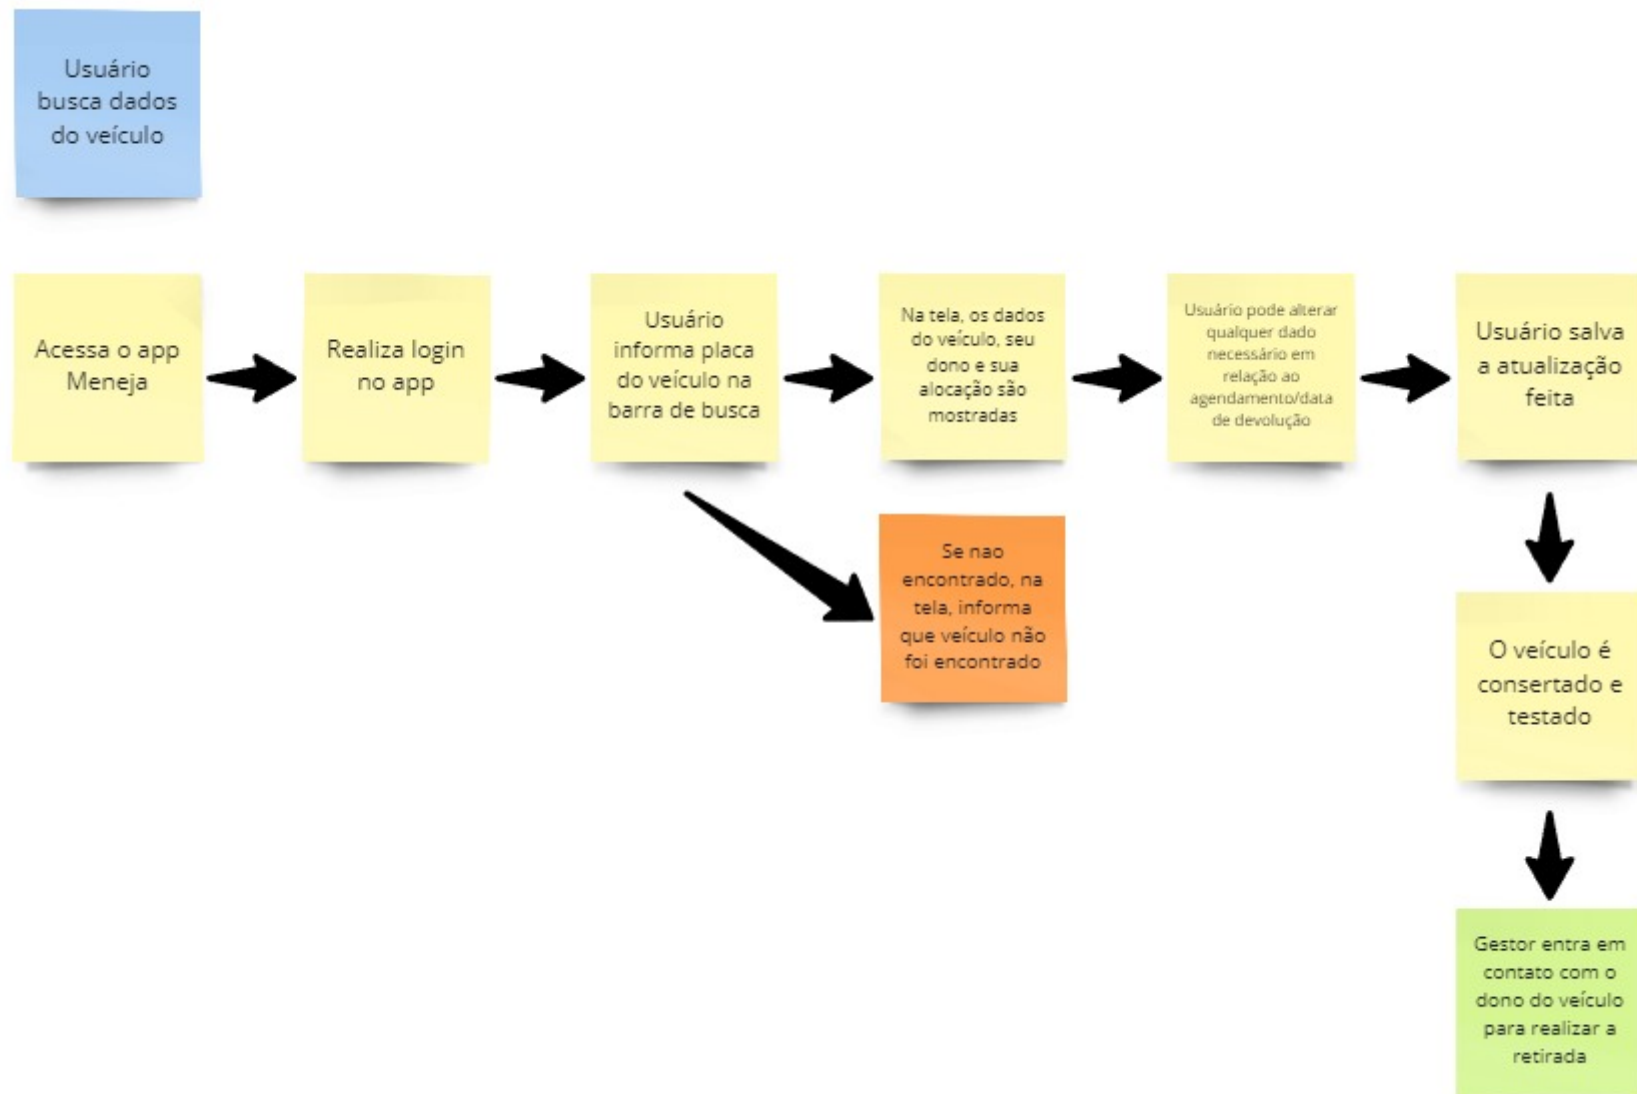 Usuário
busca dados
do veículo
Acessa o app
Meneja
Realiza login
no app
Usuário
informa placa
do veículo na
barra de busca
Na tela, os dados
do veículo, seu
dono e sua
alocação são
mostradas
Usuário pode alterar
qualquer dado
necessário em
relação ao
agendamento/data
de devolução
Usuário salva
a atualização
feita
Se nao
encontrado, na
tela, informa
que veículo não
foi encontrado
O veículo é
consertado e
testado
Gestor entra em
contato com o
dono do veículo
para realizar a
retirada